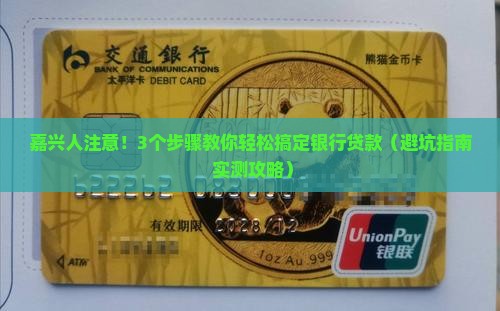 交通銀行
BANK OF COMMUNICATIONS
太平洋卡 DEBIT CARD
熊猫金币卡
嘉兴人注意！3个步骤教你轻松搞定银行贷款（避坑指南
实测攻略）
622262
有效期限 2028/12
1oz Au .999
ATM
UnionPay
银联